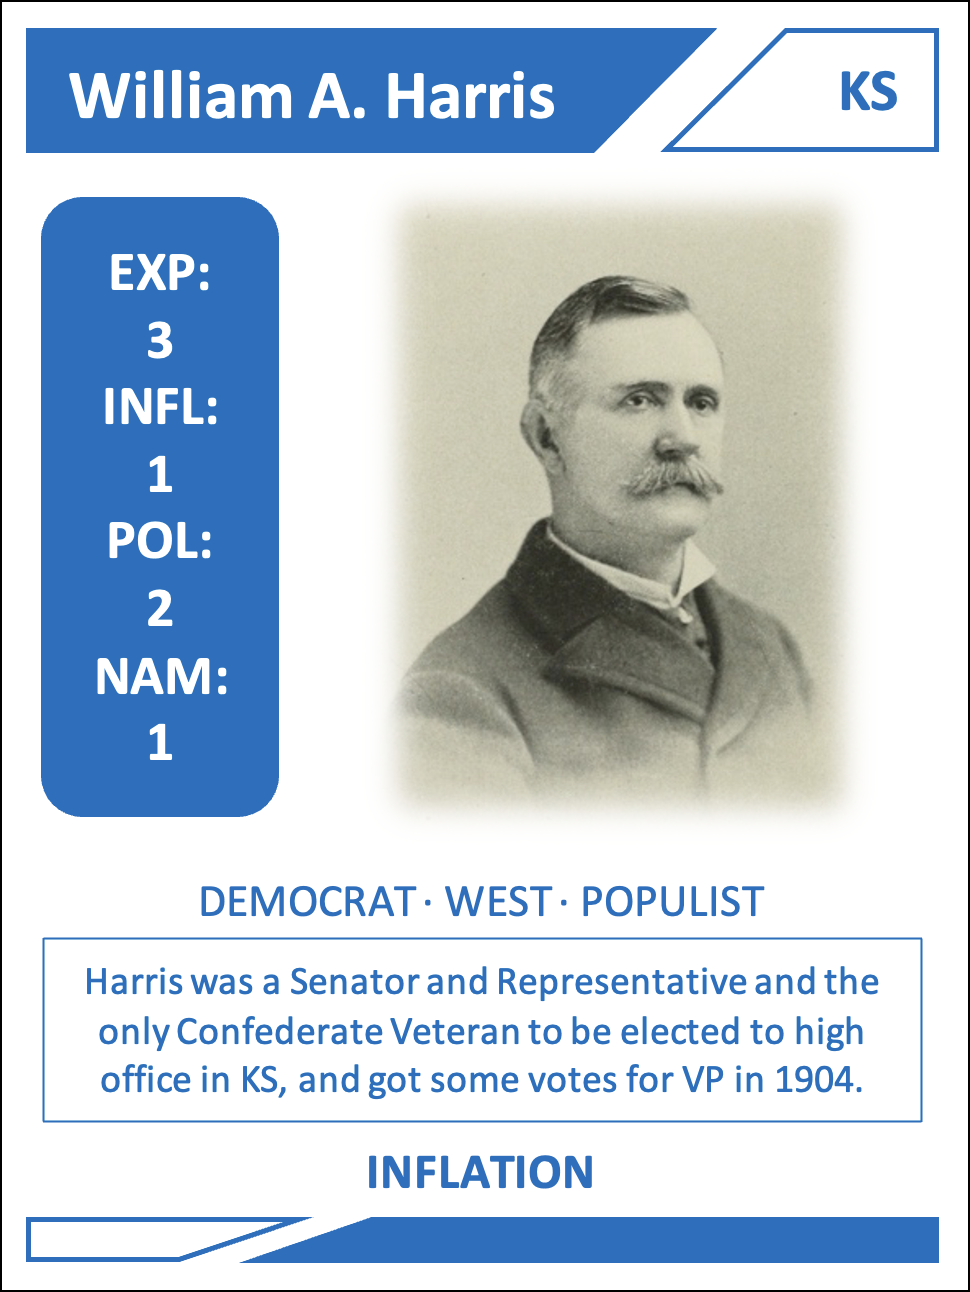 William A. Harris
KS
EXP:
3
INFL:
1
POL:
2
NAM:
1
DEMOCRAT · WEST · POPULIST
Harris was a Senator and Representative and the
only Confederate Veteran to be elected to high
office in KS, and got some votes for VP in 1904.
INFLATION